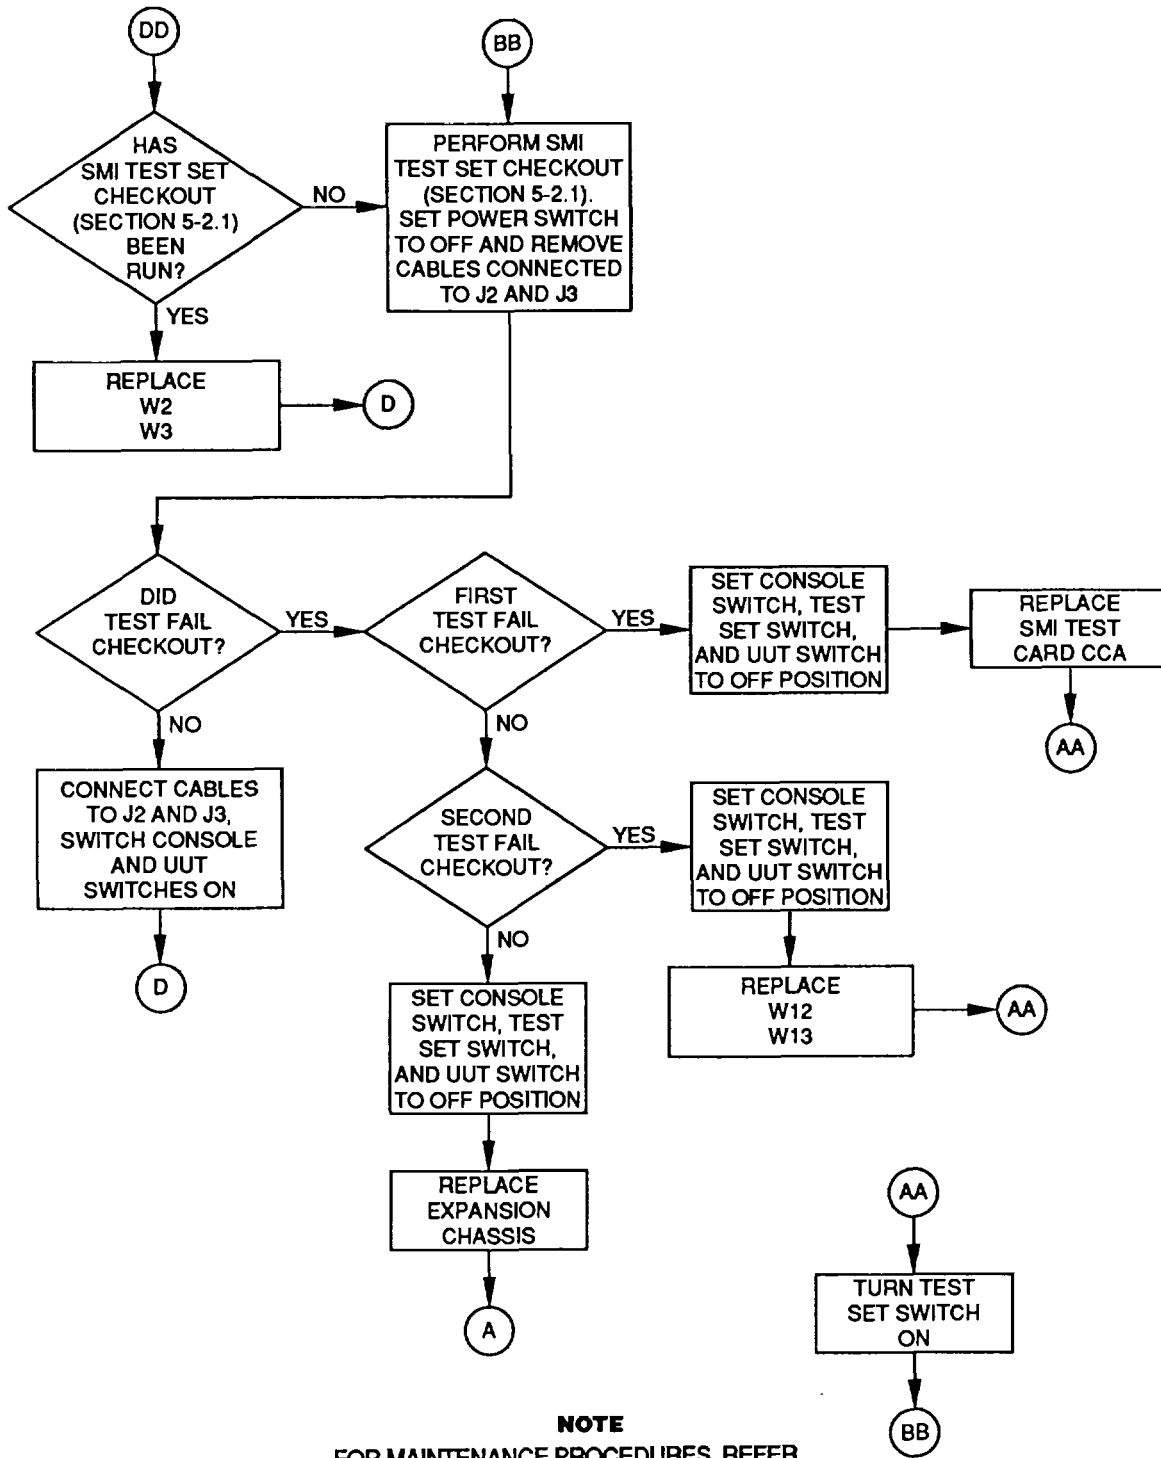 DD
BB
HAS
SMI TEST SET
CHECKOUT
(SECTION 5-2.1)
BEEN
RUN?
NO
PERFORM SMI
TEST SET CHECKOUT
(SECTION 5-2.1).
SET POWER SWITCH
TO OFF AND REMOVE
CABLES CONNECTED
TO J2 AND J3
YES
REPLACE
W2
W3
D
DID
TEST FAIL
CHECKOUT?
YES
FIRST
TEST FAIL
CHECKOUT?
YES
SET CONSOLE
SWITCH, TEST
SET SWITCH,
AND UUT SWITCH
TO OFF POSITION
REPLACE
SMI TEST
CARD CCA
AA
NO
CONNECT CABLES
TO J2 AND J3,
SWITCH CONSOLE
AND UUT
SWITCHES ON
D
NO
SECOND
TEST FAIL
CHECKOUT?
YES
SET CONSOLE
SWITCH, TEST
SET SWITCH,
AND UUT SWITCH
TO OFF POSITION
REPLACE
W12
W13
AA
NO
SET CONSOLE
SWITCH, TEST
SET SWITCH,
AND UUT SWITCH
TO OFF POSITION
REPLACE
EXPANSION
CHASSIS
A
AA
TURN TEST
SET SWITCH
ON
BB
NOTE
FOR MAINTENANCE PROCEDURES, REFER